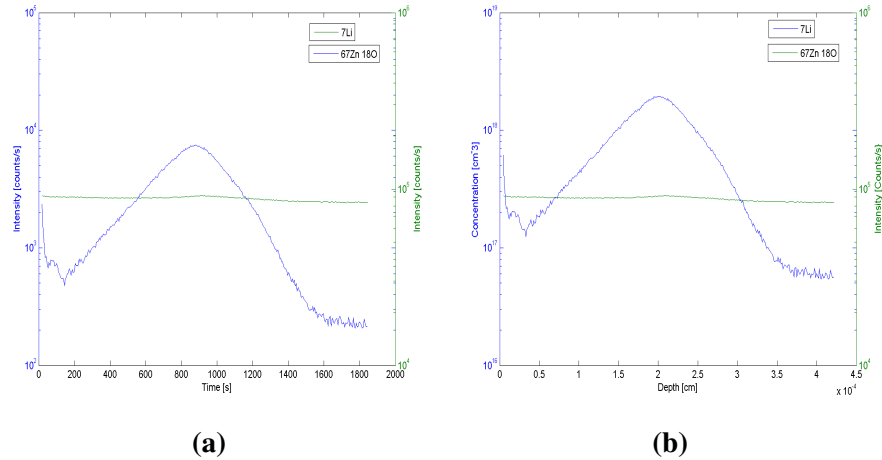 10^5
10^4
10^3
10^2
Intensity [counts/s]
10^6
10^5
10^4
Intensity [counts/s]
7Li
67Zn 18O
0 200 400 600 800 1000 1200 1400 1600 1800 2000
Time [s]
(a)
10^19
10^18
10^17
10^16
Concentration [cm^-3]
10^6
10^5
10^4
Intensity [Counts/s]
7Li
67Zn 18O
0 0.5 1 1.5 2 2.5 3 3.5 4 4.5
x 10^-4
Depth [cm]
(b)